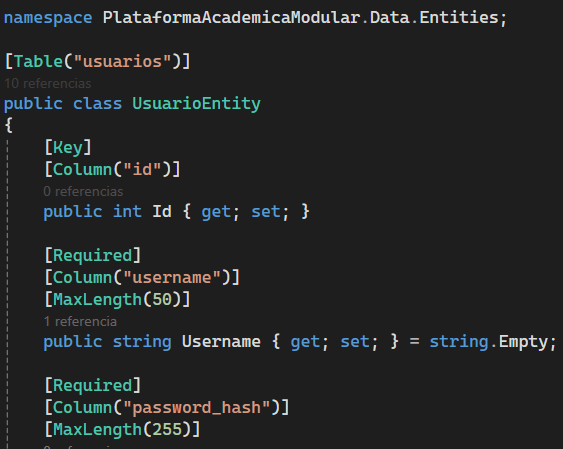 namespace PlataformaAcademicaModular.Data.Entities;
[Table("usuarios")]
10 referencias
public class UsuarioEntity
{
[Key]
[Column("id")]
0 referencias
public int Id { get; set; }
[Required]
[Column("username")]
[MaxLength(50)]
1 referencia
public string Username { get; set; } = string.Empty;
[Required]
[Column("password_hash")]
[MaxLength(255)]